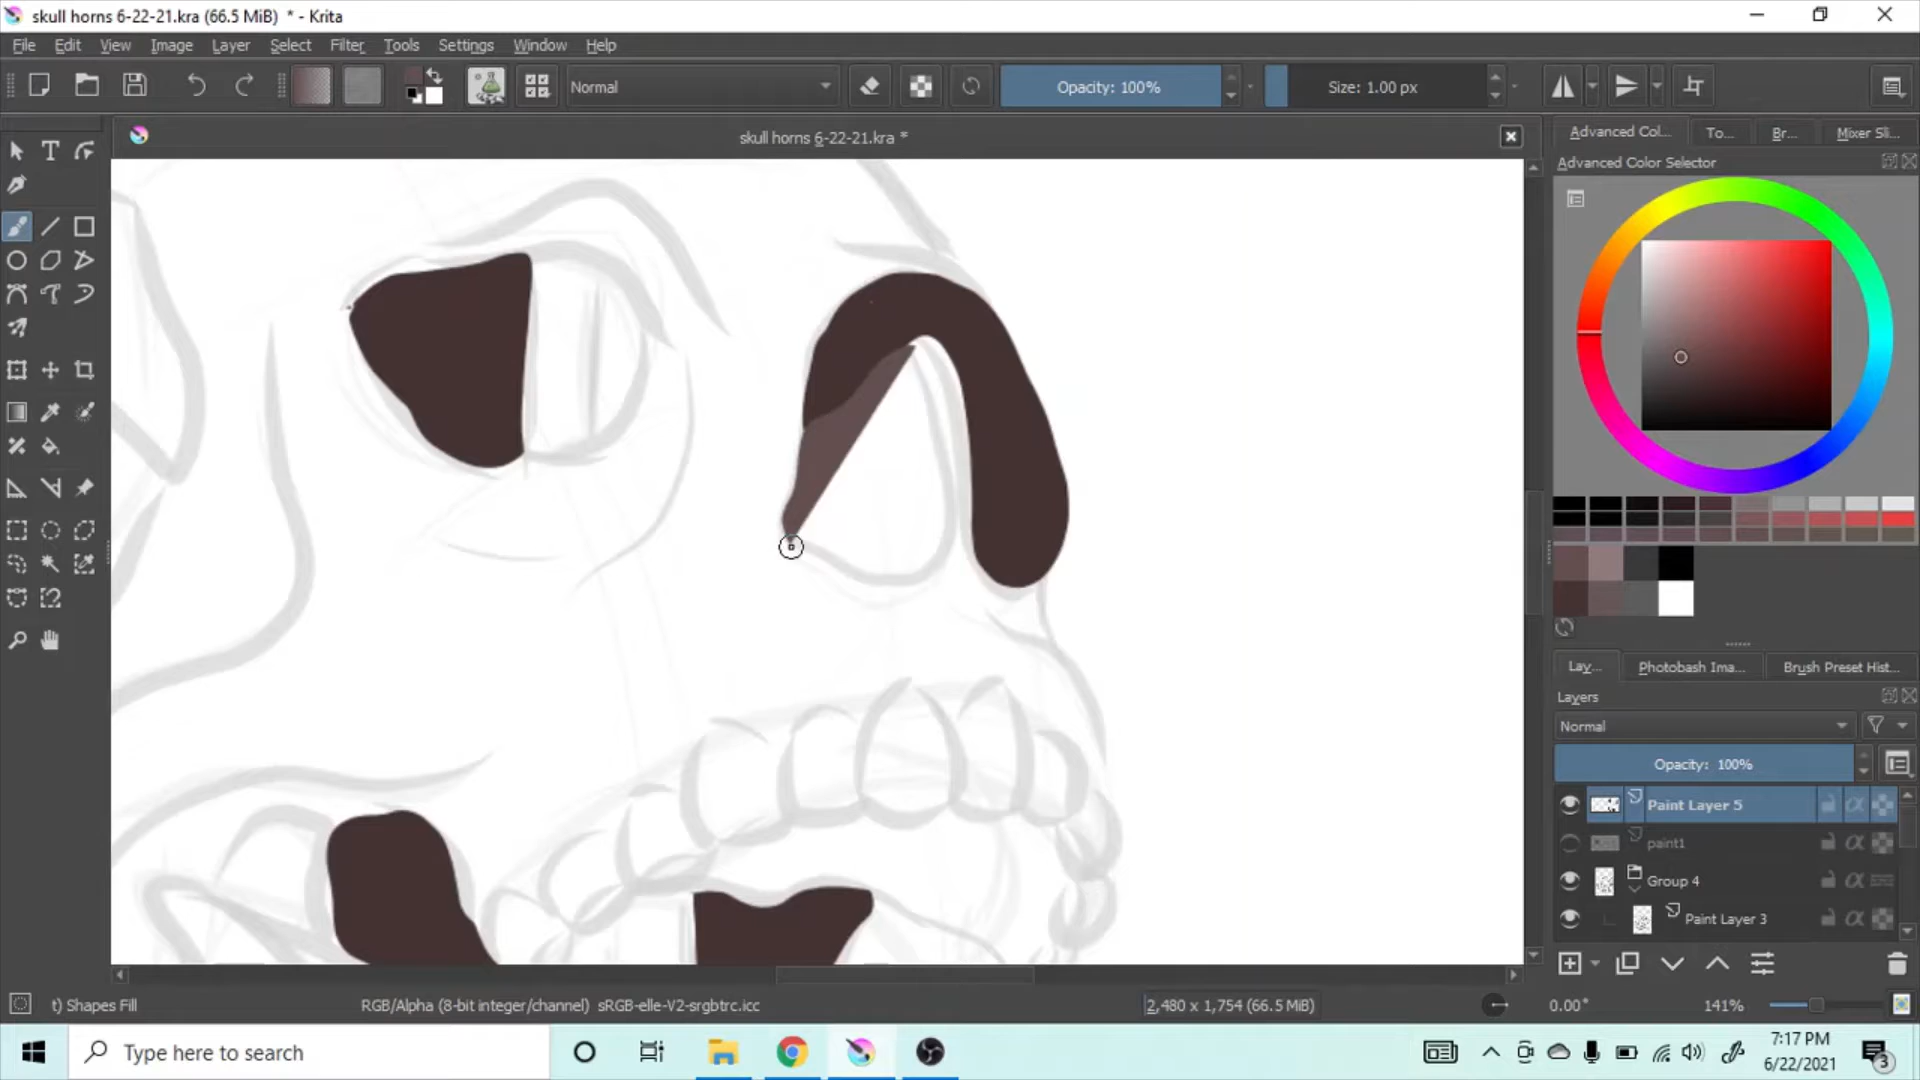 skull horns 6-22-21.kra (66.5 MiB) * - Krita
File Edit View Image Layer Select Filter Tools Settings Window Help
Normal
Opacity: 100%
Size: 1.00 px
skull horns 6-22-21.kra *
Advanced Col... To... Br... Mixer Sli...
Advanced Color Selector
Lay... Photobash Ima... Brush Preset Hist...
Layers
Normal
Opacity: 100%
Paint Layer 5
paint1
Group 4
Paint Layer 3
t) Shapes Fill
RGB/Alpha (8-bit integer/channel) sRGB-elle-V2-srgbtrc.icc
2,480 x 1,754 (66.5 MiB)
0.00°
141%
Type here to search
7:17 PM
6/22/2021
3